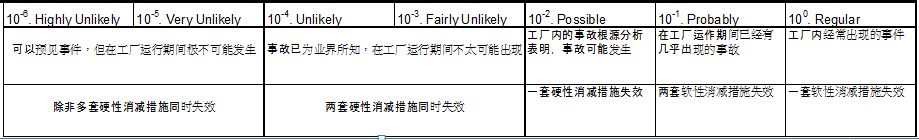 10-6. Highly Unlikely 10-5. Very Unlikely 10-4. Unlikely 10-3. Fairly Unlikely 10-2. Possible 10-1. Probably 100. Regular
可以预见事件，但在工厂运行期间极不可能发生
事故已为业界所知，在工厂运行期间不太可能出现
工厂内的事故根源分析
表明，事故可能发生
在工厂运作期间已经有
几乎出现的事故
工厂内经常出现的事件
除非多套硬性消减措施同时失效
两套硬性消减措施同时失效
一套硬性消减措施失效
两套软性消减措施失效
一套软性消减措施失效